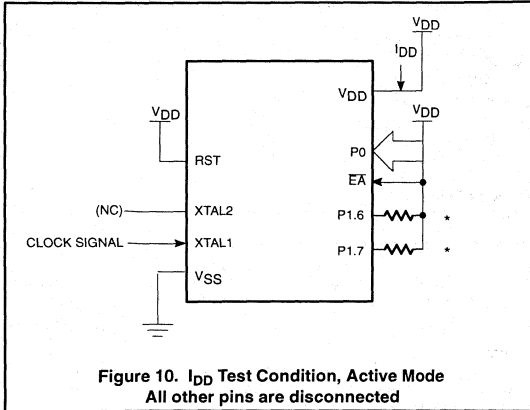 VDD
IDD
VDD
VDD
VDD
RST
P0
EA
(NC)
XTAL2
P1.6
*
CLOCK SIGNAL
XTAL1
P1.7
*
VSS
Figure 10. IDD Test Condition, Active Mode
All other pins are disconnected